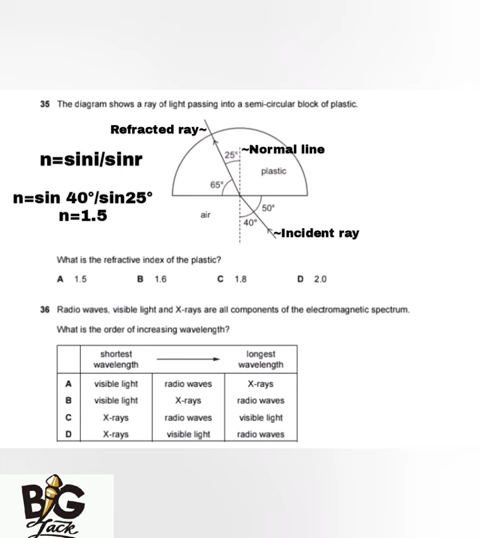 35 The diagram shows a ray of light passing into a semi-circular block of plastic.
Refracted ray~
n=sini/sinr
n=sin 40°/sin25°
n=1.5
25°
~Normal line
plastic
65°
50°
air
40°
~Incident ray
What is the refractive index of the plastic?
A 1.5 B 1.6 C 1.8 D 2.0
36 Radio waves, visible light and X-rays are all components of the electromagnetic spectrum.
What is the order of increasing wavelength?
shortest wavelength longest wavelength
A visible light radio waves X-rays
B visible light X-rays radio waves
C X-rays radio waves visible light
D X-rays visible light radio waves
BIG
Jack